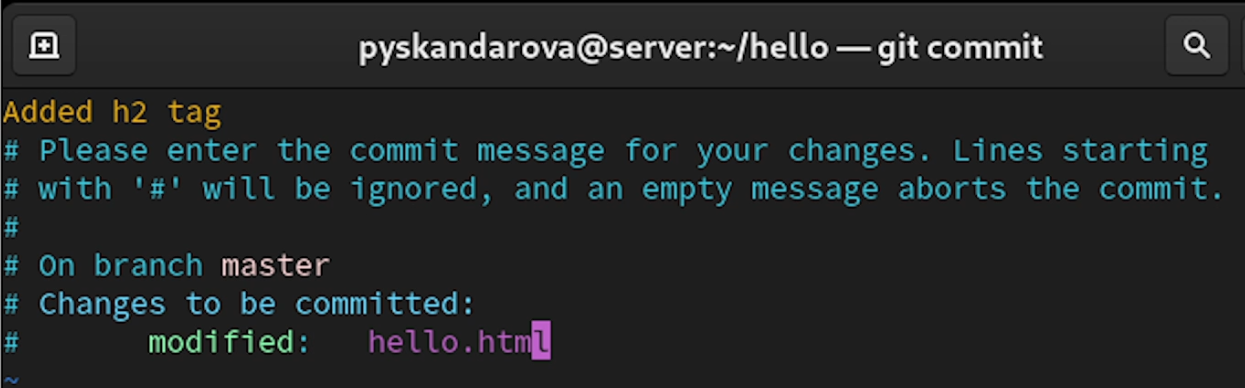 pyskandarova@server:~/hello — git commit
Added h2 tag
# Please enter the commit message for your changes. Lines starting
# with '#' will be ignored, and an empty message aborts the commit.
#
# On branch master
# Changes to be committed:
#       modified:   hello.html
~